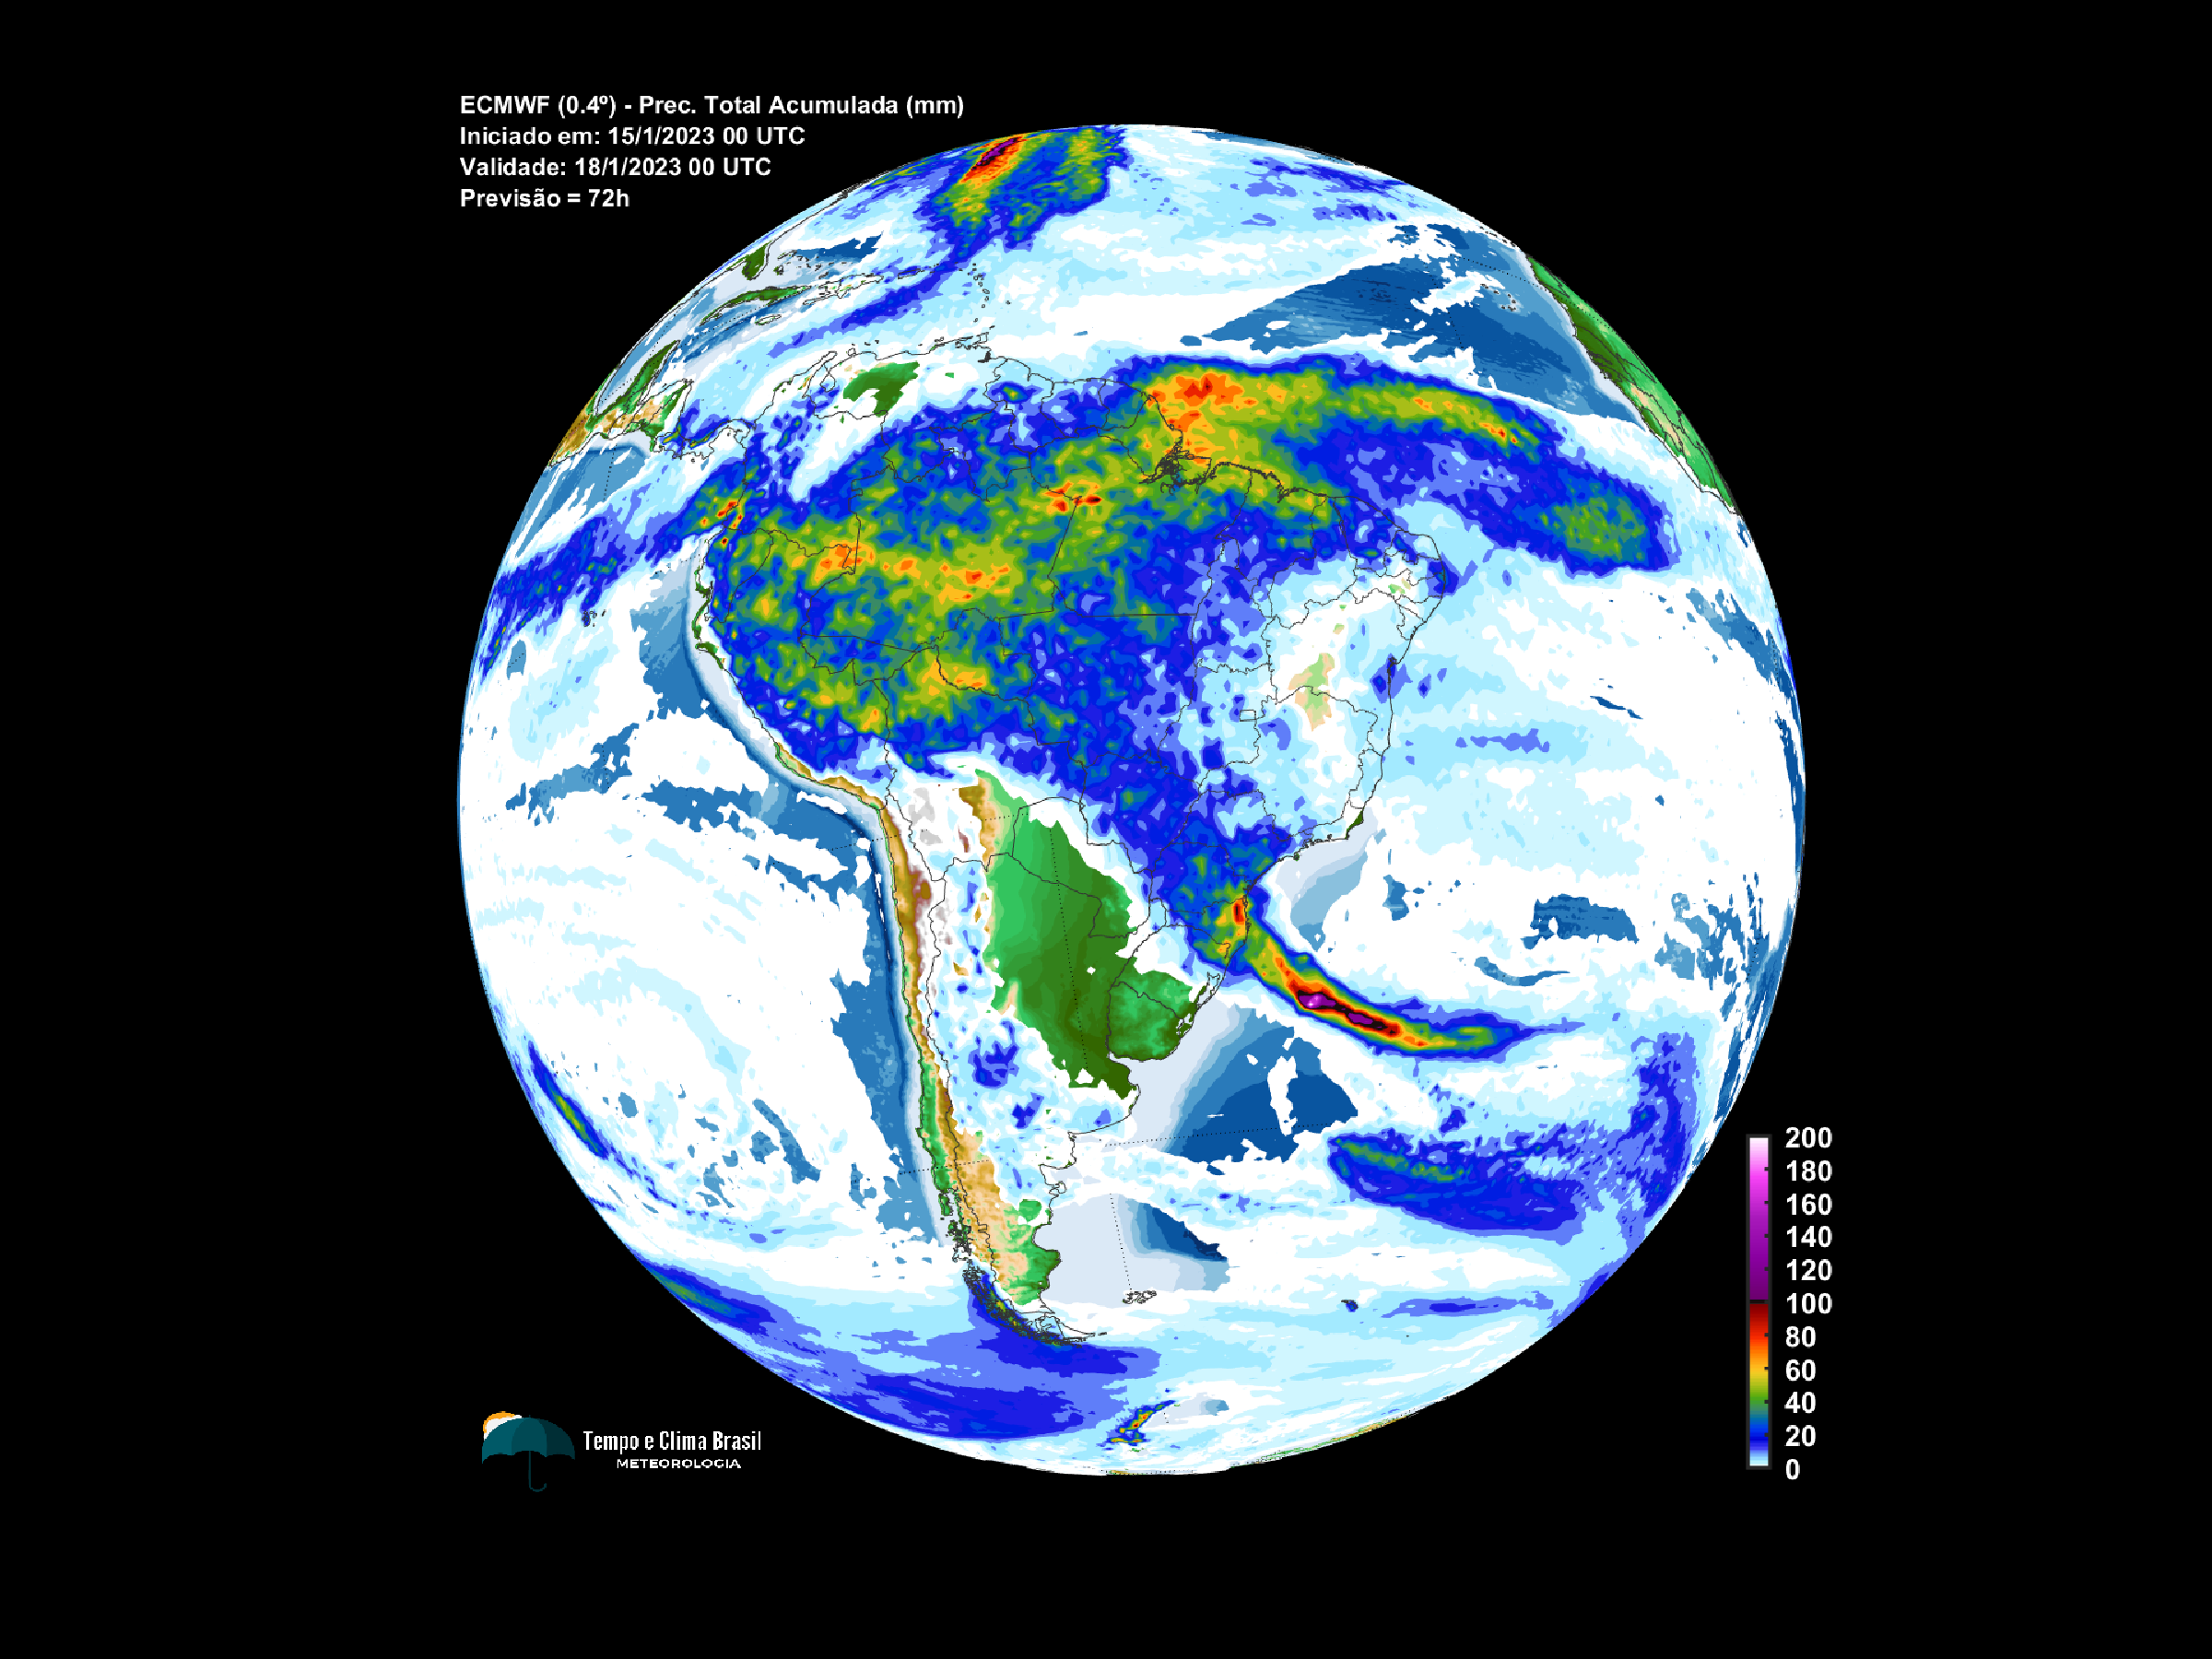 ECMWF (0.4º) - Prec. Total Acumulada (mm)
Iniciado em: 15/1/2023 00 UTC
Validade: 18/1/2023 00 UTC
Previsão = 72h
200
180
160
140
120
100
80
60
40
20
0
Tempo e Clima Brasil
METEOROLOGIA